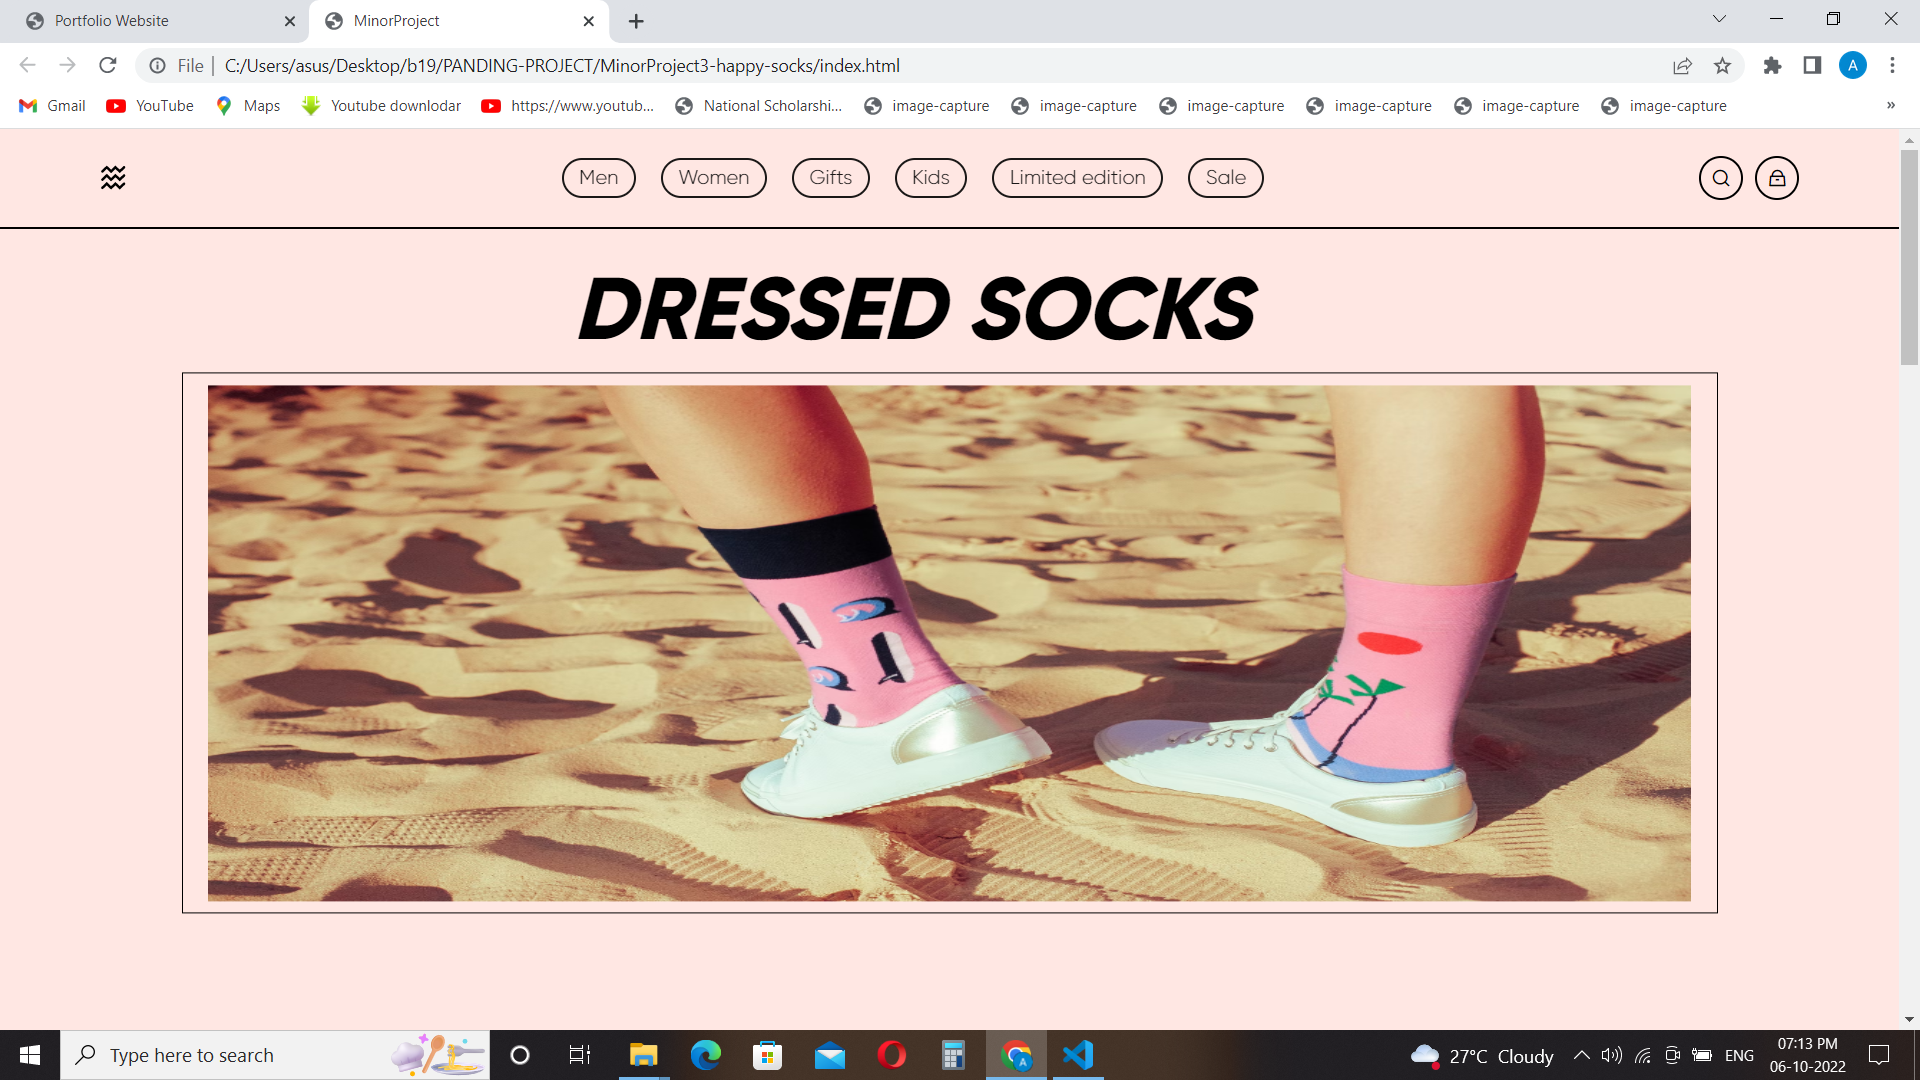 Portfolio Website
MinorProject
File | C:/Users/asus/Desktop/b19/PANDING-PROJECT/MinorProject3-happy-socks/index.html
A
Gmail YouTube Maps Youtube downlodar https://www.youtub... National Scholarshi... image-capture image-capture image-capture image-capture image-capture image-capture »
Men Women Gifts Kids Limited edition Sale
DRESSED SOCKS
Type here to search
A
27°C Cloudy
ENG
07:13 PM
06-10-2022